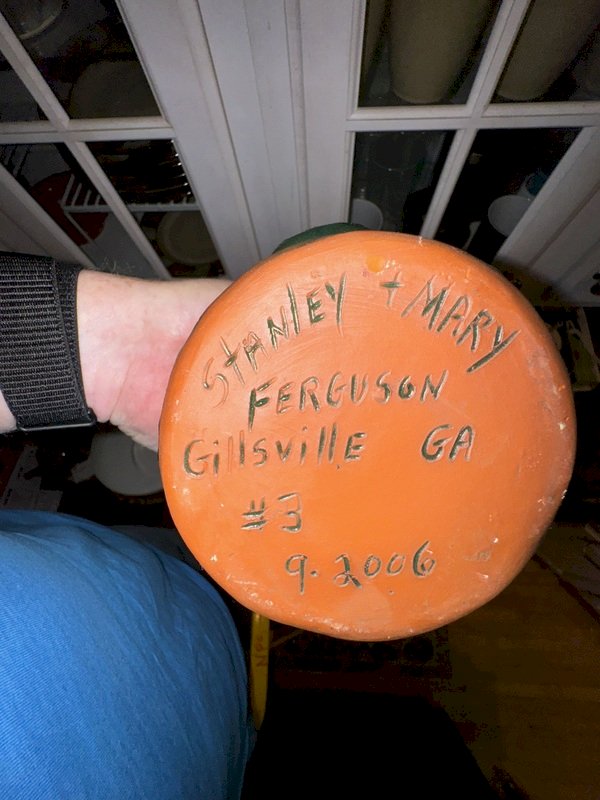 StANlEY + MARY
FERGUSON
Gillsville GA
#3
9.2006